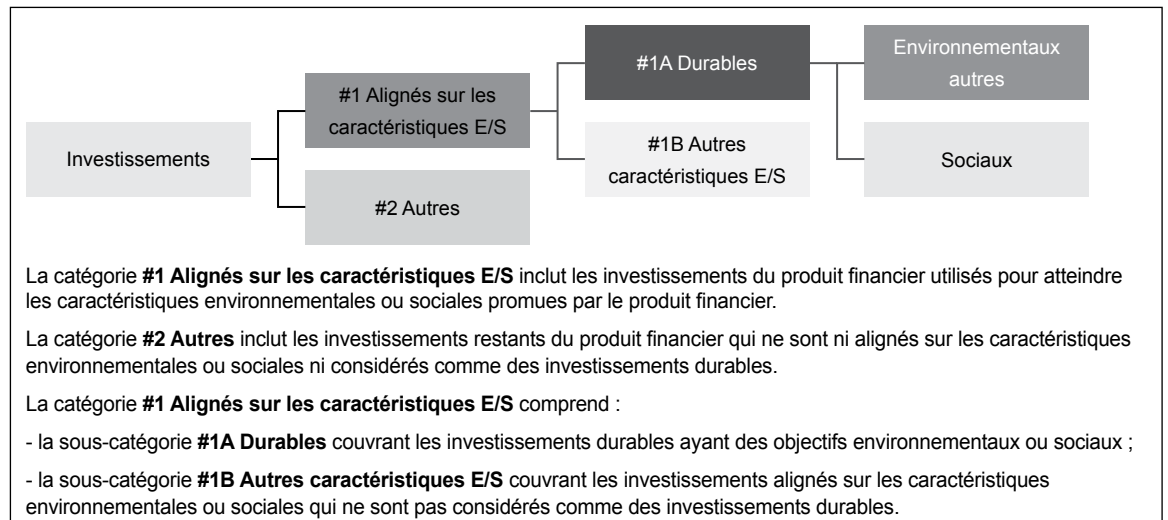 Investissements
#1 Alignés sur les
caractéristiques E/S
#2 Autres
#1A Durables
#1B Autres
caractéristiques E/S
Environnementaux
autres
Sociaux
La catégorie #1 Alignés sur les caractéristiques E/S inclut les investissements du produit financier utilisés pour atteindre
les caractéristiques environnementales ou sociales promues par le produit financier.
La catégorie #2 Autres inclut les investissements restants du produit financier qui ne sont ni alignés sur les caractéristiques
environnementales ou sociales ni considérés comme des investissements durables.
La catégorie #1 Alignés sur les caractéristiques E/S comprend :
- la sous-catégorie #1A Durables couvrant les investissements durables ayant des objectifs environnementaux ou sociaux ;
- la sous-catégorie #1B Autres caractéristiques E/S couvrant les investissements alignés sur les caractéristiques
environnementales ou sociales qui ne sont pas considérés comme des investissements durables.